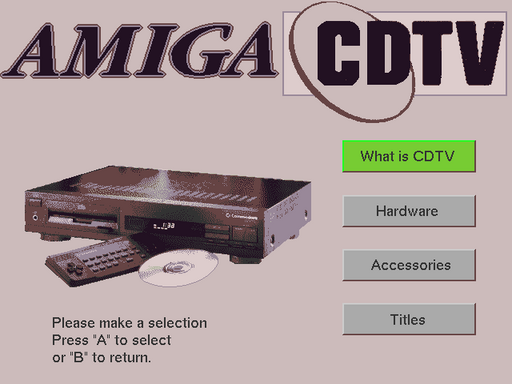 AMIGA CDTV
What is CDTV
Hardware
Accessories
Titles
Please make a selection
Press "A" to select
or "B" to return.